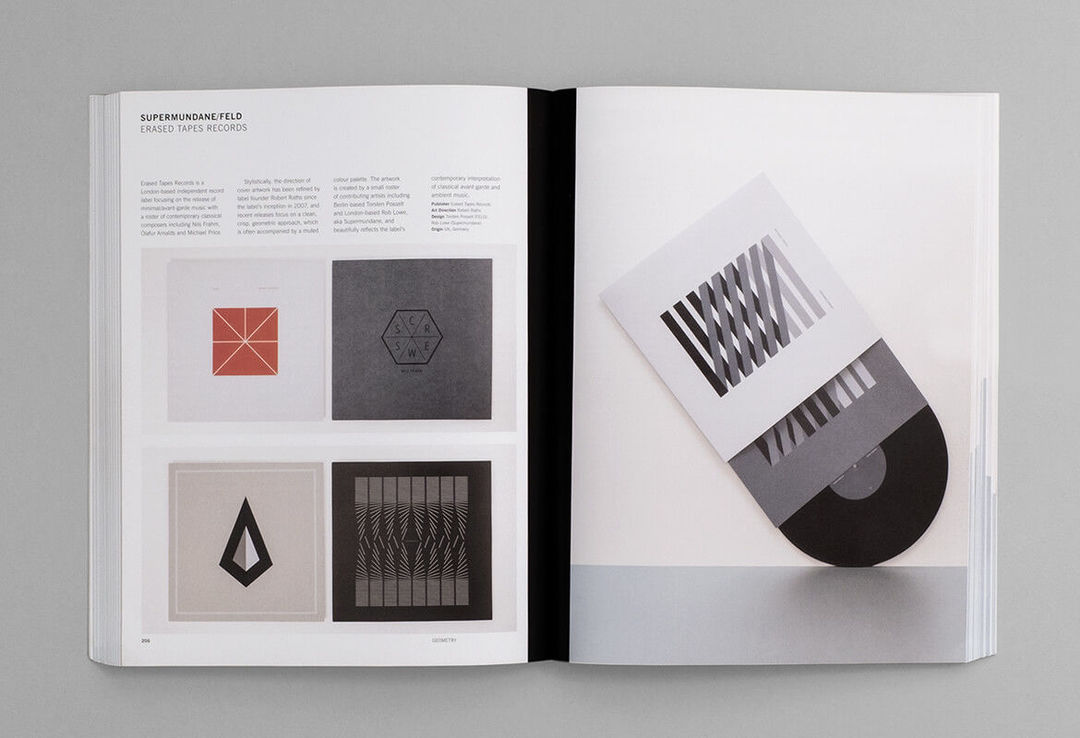 SUPERMUNDANE/FELD
ERASED TAPES RECORDS
Erased Tapes Records is a
London-based independent record
label focusing on the release of
minimal/avant-garde music with
a roster of contemporary classical
composers including Nils Frahm,
Ólafur Arnalds and Michael Price.
Stylistically, the direction of
cover artwork has been refined by
label founder Robert Raths since
the label's inception in 2007, and
recent releases focus on a clean,
crisp, geometric approach, which
is often accompanied by a muted
colour palette. The artwork
is created by a small roster
of contributing artists including
Berlin-based Torsten Posselt
and London-based Rob Lowe,
aka Supermundane, and
beautifully reflects the label's
contemporary interpretation
of classical avant garde and
ambient music.
Publisher Erased Tapes Records
Art Direction Robert Raths
Design Torsten Posselt (FELD),
Rob Lowe (Supermundane)
Origin UK, Germany
S C R
S W E
206
GEOMETRY